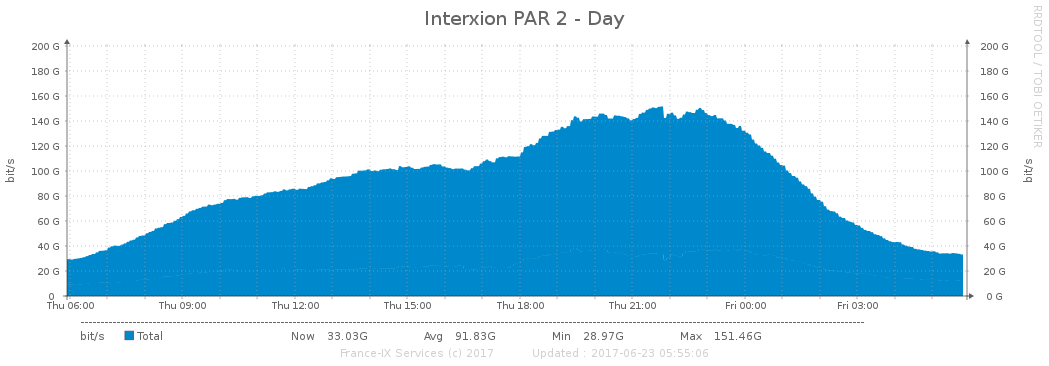 Interxion PAR 2 - Day
RRDTOOL / TOBI OETIKER
200 G 200 G
180 G 180 G
160 G 160 G
140 G 140 G
120 G 120 G
100 G 100 G
80 G 80 G
60 G 60 G
40 G 40 G
20 G 20 G
0 0 G
bit/s bit/s
Thu 06:00 Thu 09:00 Thu 12:00 Thu 15:00 Thu 18:00 Thu 21:00 Fri 00:00 Fri 03:00
bit/s Total Now 33.03G Avg 91.83G Min 28.97G Max 151.46G
France-IX Services (c) 2017 Updated : 2017-06-23 05:55:06